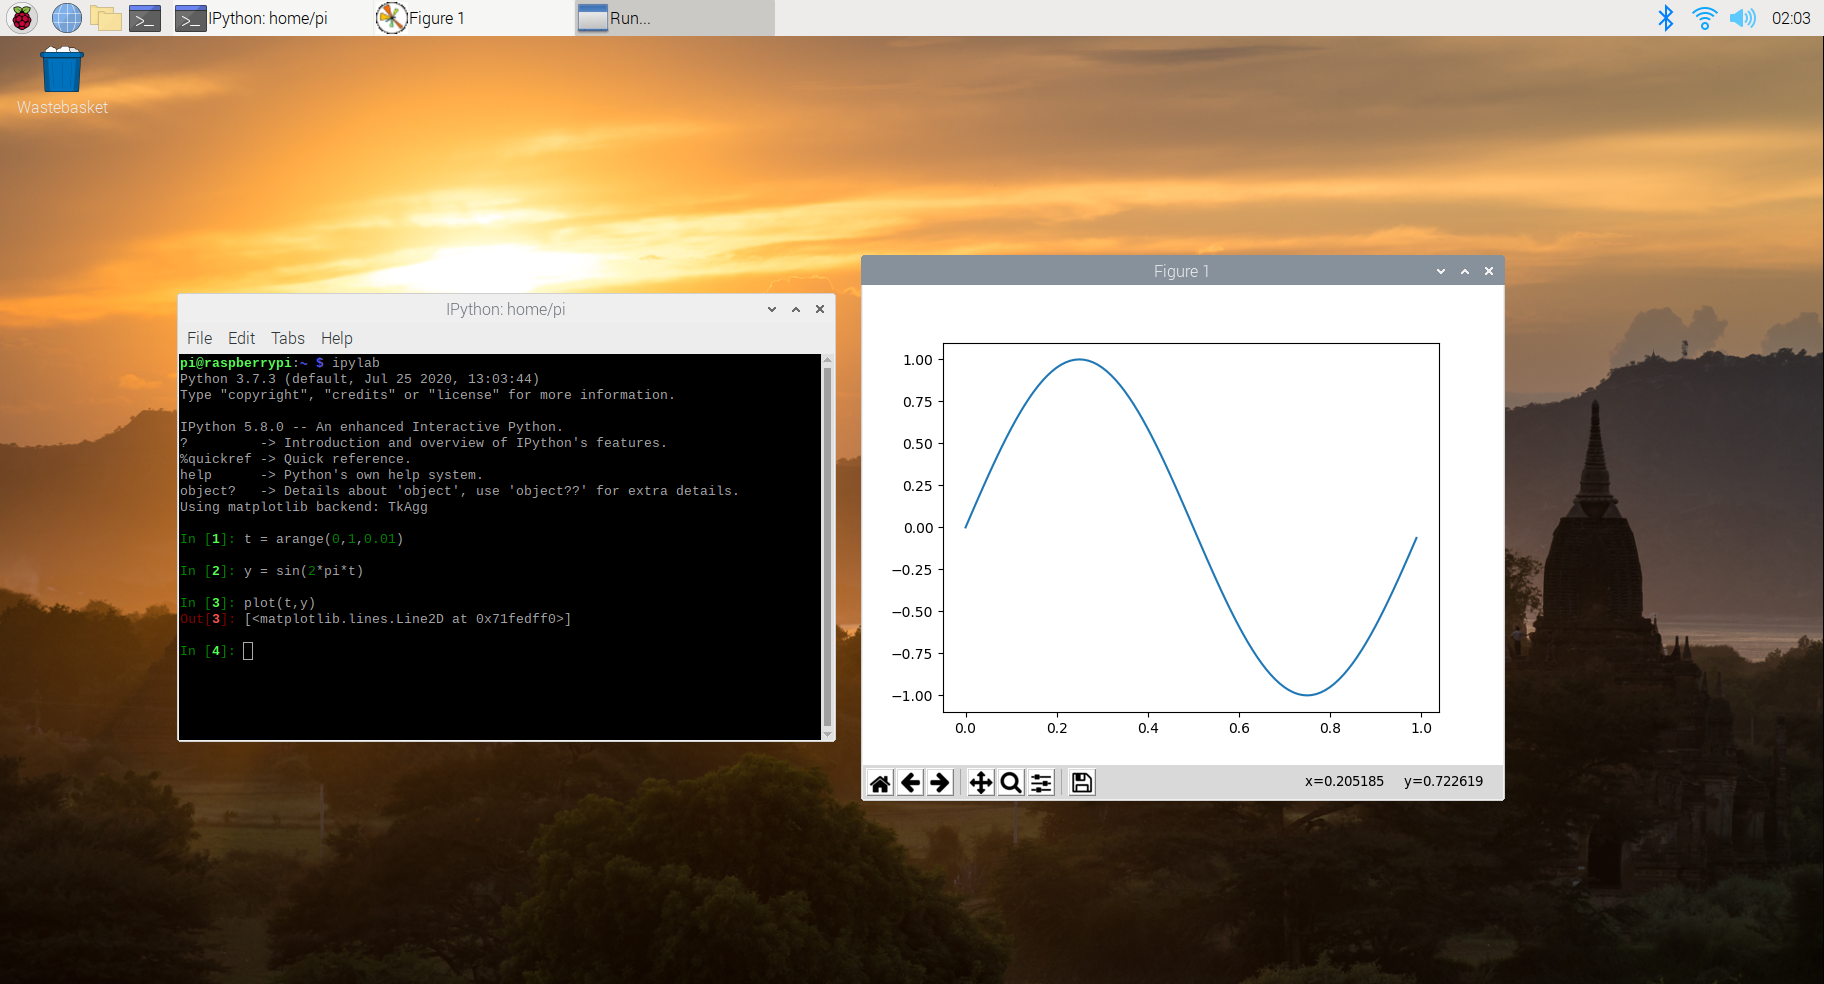 IPython: home/pi
Figure 1
Run...
02:03
Wastebasket
IPython: home/pi
File Edit Tabs Help
pi@raspberrypi:~ $ ipylab
Python 3.7.3 (default, Jul 25 2020, 13:03:44)
Type "copyright", "credits" or "license" for more information.
IPython 5.8.0 -- An enhanced Interactive Python.
?         -> Introduction and overview of IPython's features.
%quickref -> Quick reference.
help      -> Python's own help system.
object?   -> Details about 'object', use 'object??' for extra details.
Using matplotlib backend: TkAgg
In [1]: t = arange(0,1,0.01)
In [2]: y = sin(2*pi*t)
In [3]: plot(t,y)
Out[3]: [<matplotlib.lines.Line2D at 0x71fedff0>]
In [4]:
Figure 1
1.00
0.75
0.50
0.25
0.00
−0.25
−0.50
−0.75
−1.00
0.0 0.2 0.4 0.6 0.8 1.0
x=0.205185 y=0.722619